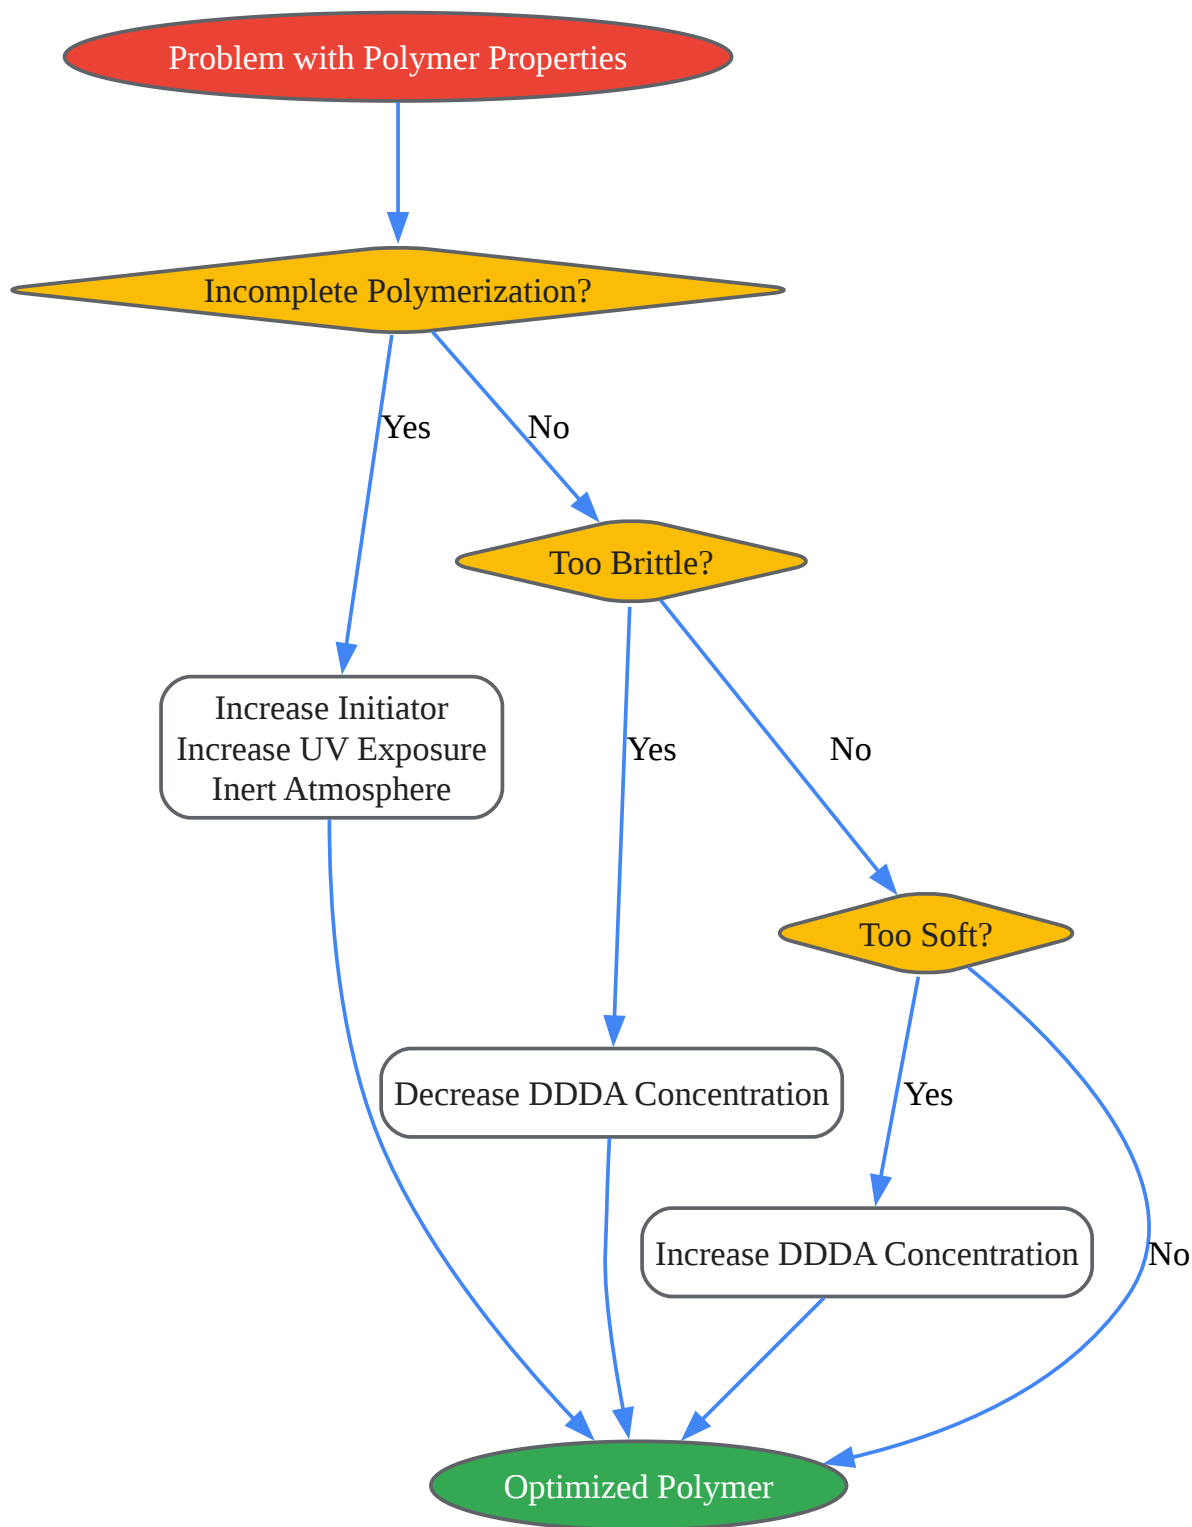 Problem with Polymer Properties
Incomplete Polymerization?
Yes
No
Too Brittle?
Increase Initiator
Increase UV Exposure
Inert Atmosphere
Yes
No
Too Soft?
Decrease DDDA Concentration
Yes
Increase DDDA Concentration
No
Optimized Polymer